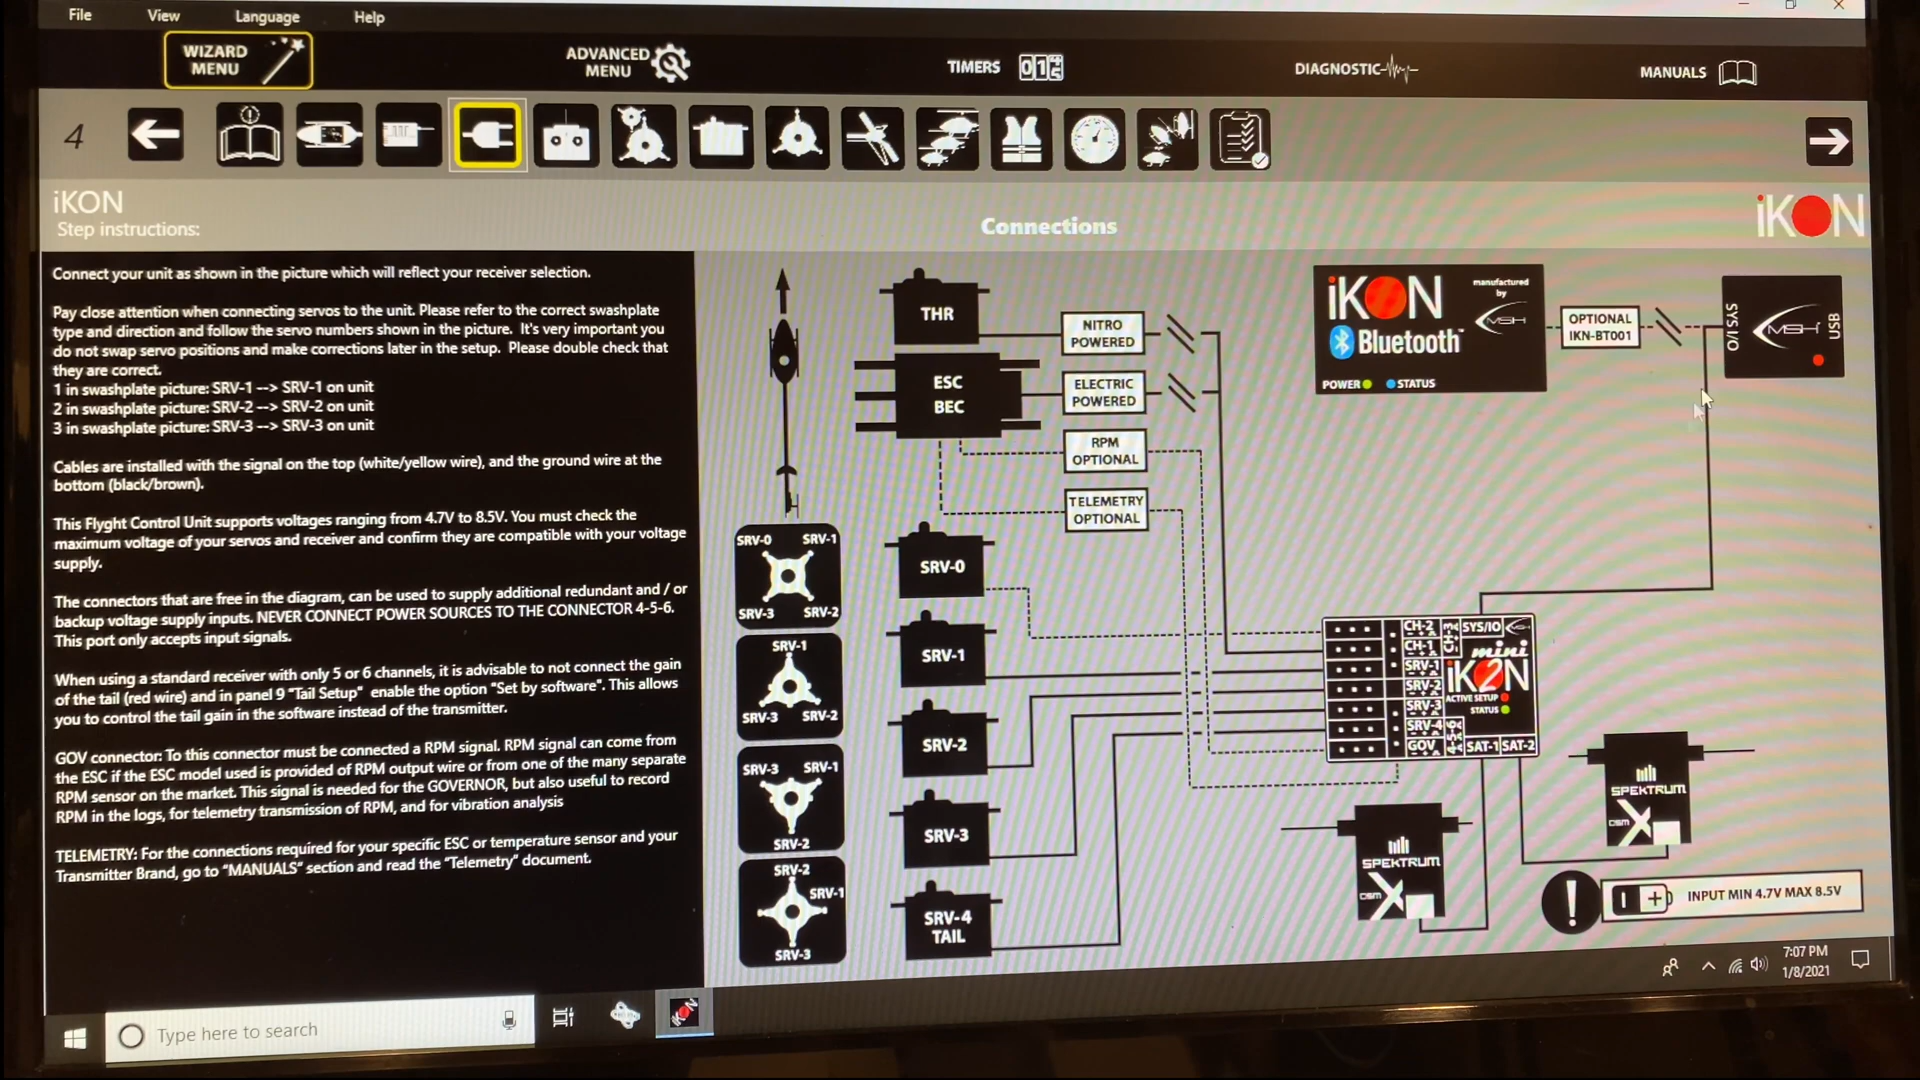 File View Language Help
WIZARD
MENU
ADVANCED
MENU
TIMERS
DIAGNOSTIC
MANUALS
4
iKON
Step instructions:
Connections
iKON
Connect your unit as shown in the picture which will reflect your receiver selection.
Pay close attention when connecting servos to the unit. Please refer to the correct swashplate
type and direction and follow the servo numbers shown in the picture. It's very important you
do not swap servo positions and make corrections later in the setup. Please double check that
they are correct.
1 in swashplate picture: SRV-1 --> SRV-1 on unit
2 in swashplate picture: SRV-2 --> SRV-2 on unit
3 in swashplate picture: SRV-3 --> SRV-3 on unit
Cables are installed with the signal on the top (white/yellow wire), and the ground wire at the
bottom (black/brown).
This Flyght Control Unit supports voltages ranging from 4.7V to 8.5V. You must check the
maximum voltage of your servos and receiver and confirm they are compatible with your voltage
supply.
The connectors that are free in the diagram, can be used to supply additional redundant and / or
backup voltage supply inputs. NEVER CONNECT POWER SOURCES TO THE CONNECTOR 4-5-6.
This port only accepts input signals.
When using a standard receiver with only 5 or 6 channels, it is advisable to not connect the gain
of the tail (red wire) and in panel 9 "Tail Setup" enable the option "Set by software". This allows
you to control the tail gain in the software instead of the transmitter.
GOV connector: To this connector must be connected a RPM signal. RPM signal can come from
the ESC if the ESC model used is provided of RPM output wire or from one of the many separate
RPM sensor on the market. This signal is needed for the GOVERNOR, but also useful to record
RPM in the logs, for telemetry transmission of RPM, and for vibration analysis
TELEMETRY: For the connections required for your specific ESC or temperature sensor and your
Transmitter Brand, go to "MANUALS" section and read the "Telemetry" document.
THR
ESC
BEC
NITRO
POWERED
ELECTRIC
POWERED
RPM
OPTIONAL
TELEMETRY
OPTIONAL
iKON
manufactured
by
MSH
Bluetooth™
POWER STATUS
OPTIONAL
IKN-BT001
SYS I/O
MSH
USB
SRV-0 SRV-1
SRV-3 SRV-2
SRV-1
SRV-3 SRV-2
SRV-3 SRV-1
SRV-2
SRV-2
SRV-1
SRV-3
SRV-0
SRV-1
SRV-2
SRV-3
SRV-4
TAIL
CH-2
CH-1
SRV-1
SRV-2
SRV-3
SRV-4
GOV
CH-3
SYS/IO
mini
iK2N
ACTIVE SETUP
STATUS
SAT-1 SAT-2
SPEKTRUM
DSM X
SPEKTRUM
DSM X
INPUT MIN 4.7V MAX 8.5V
7:07 PM
1/8/2021
Type here to search
iKON